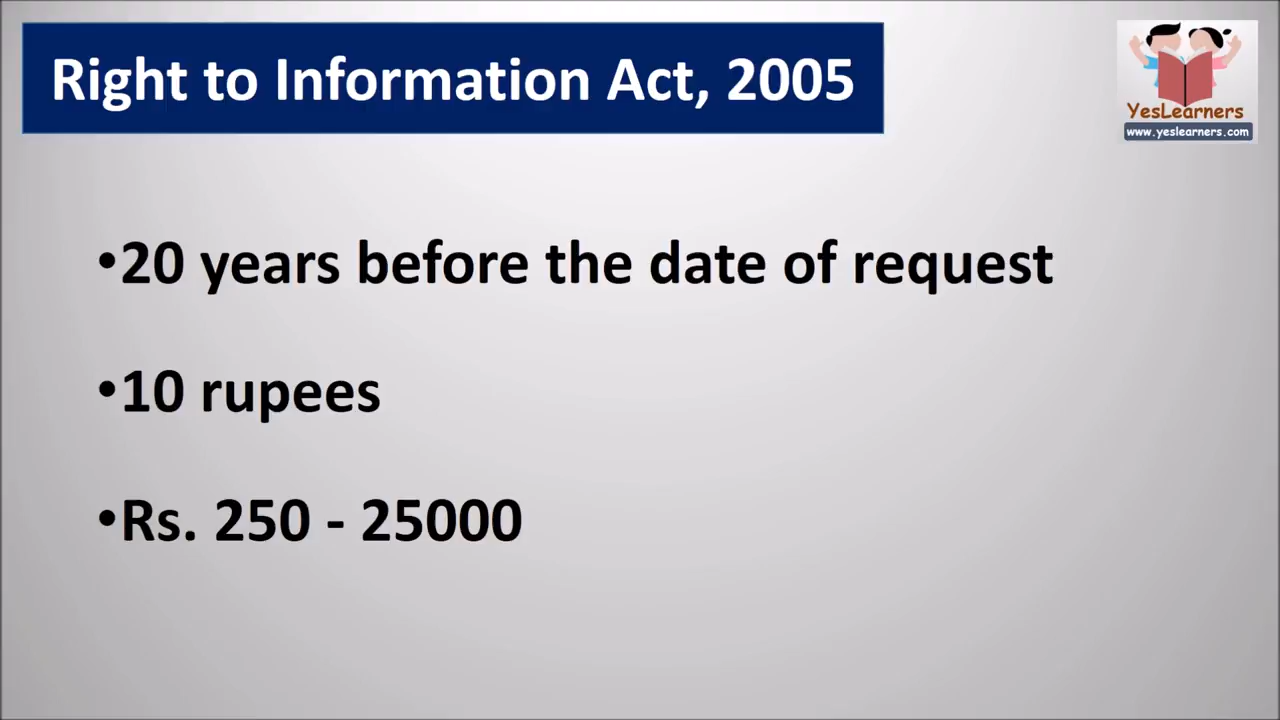 Right to Information Act, 2005
YesLearners
www.yeslearners.com
•20 years before the date of request
•10 rupees
•Rs. 250 - 25000